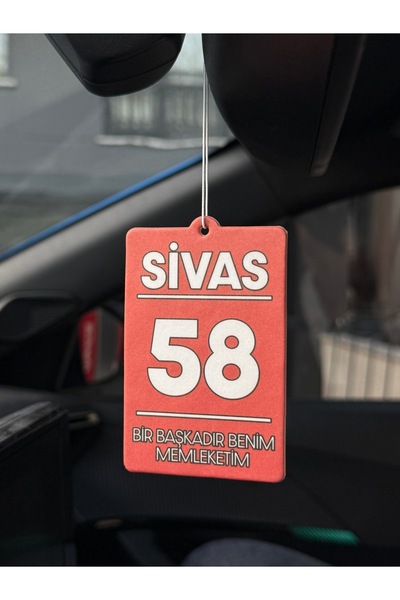 SİVAS
58
BİR BAŞKADIR BENİM
MEMLEKETİM